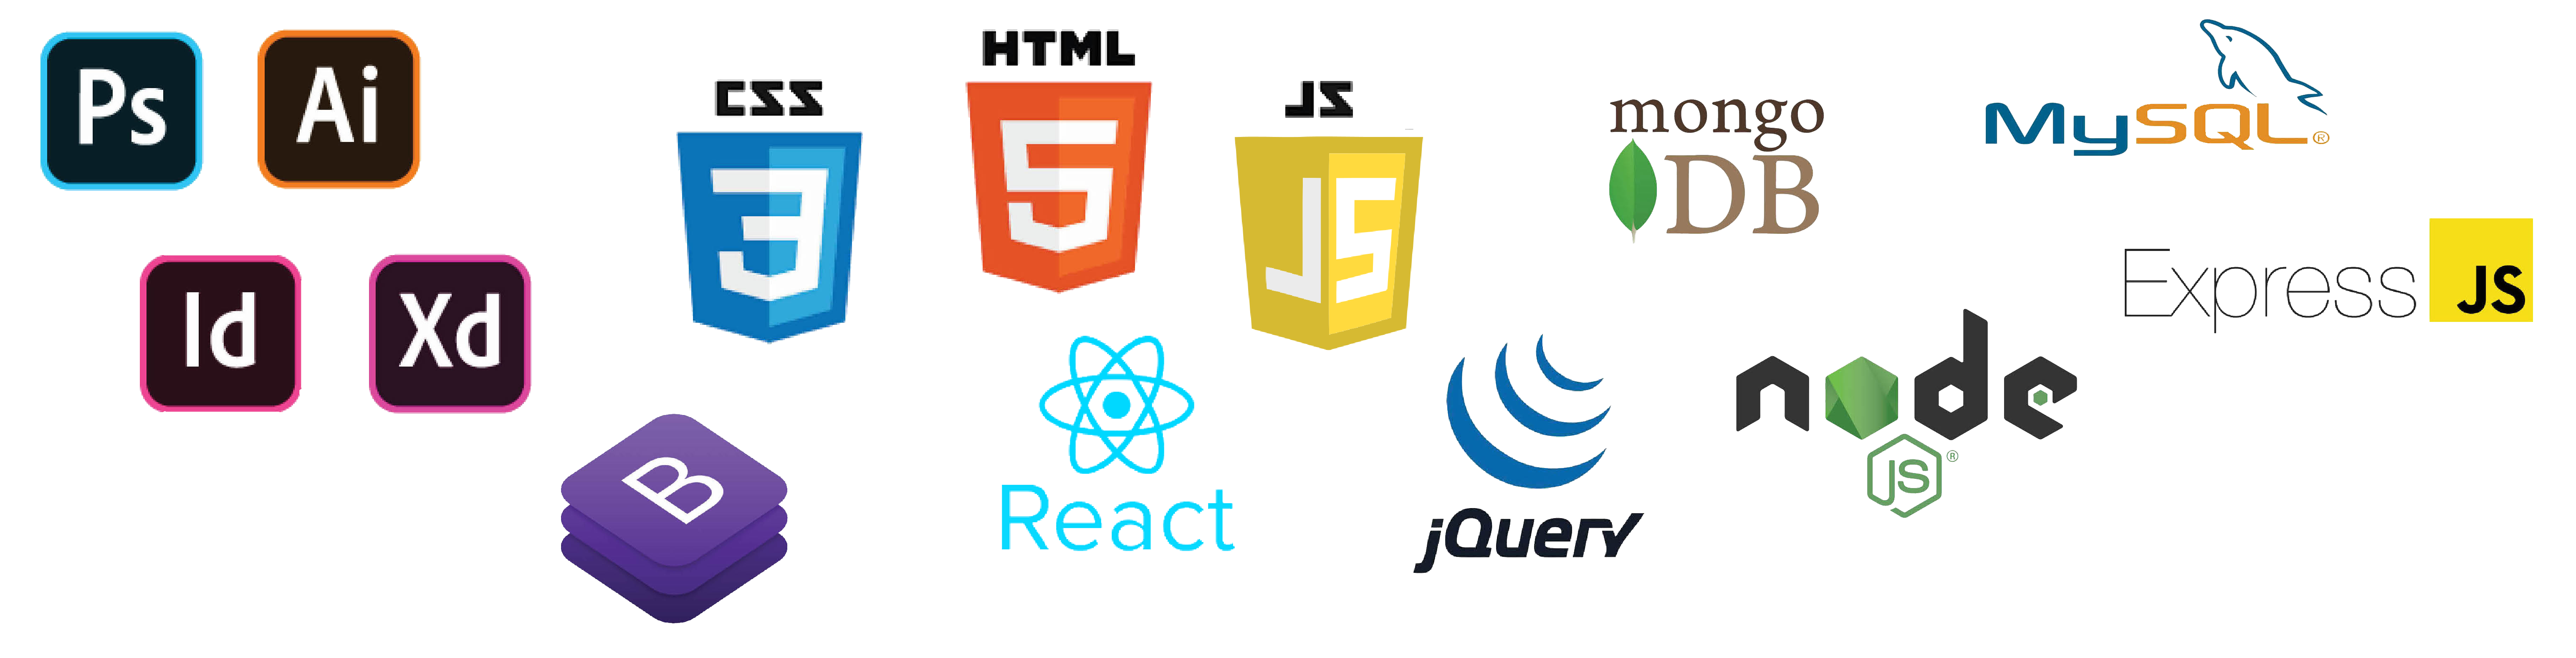 Ps
Ai
Id
Xd
B
CSS
3
HTML
5
JS
JS
React
jQuery
mongo
DB
MySQL®
node
JS®
Express JS